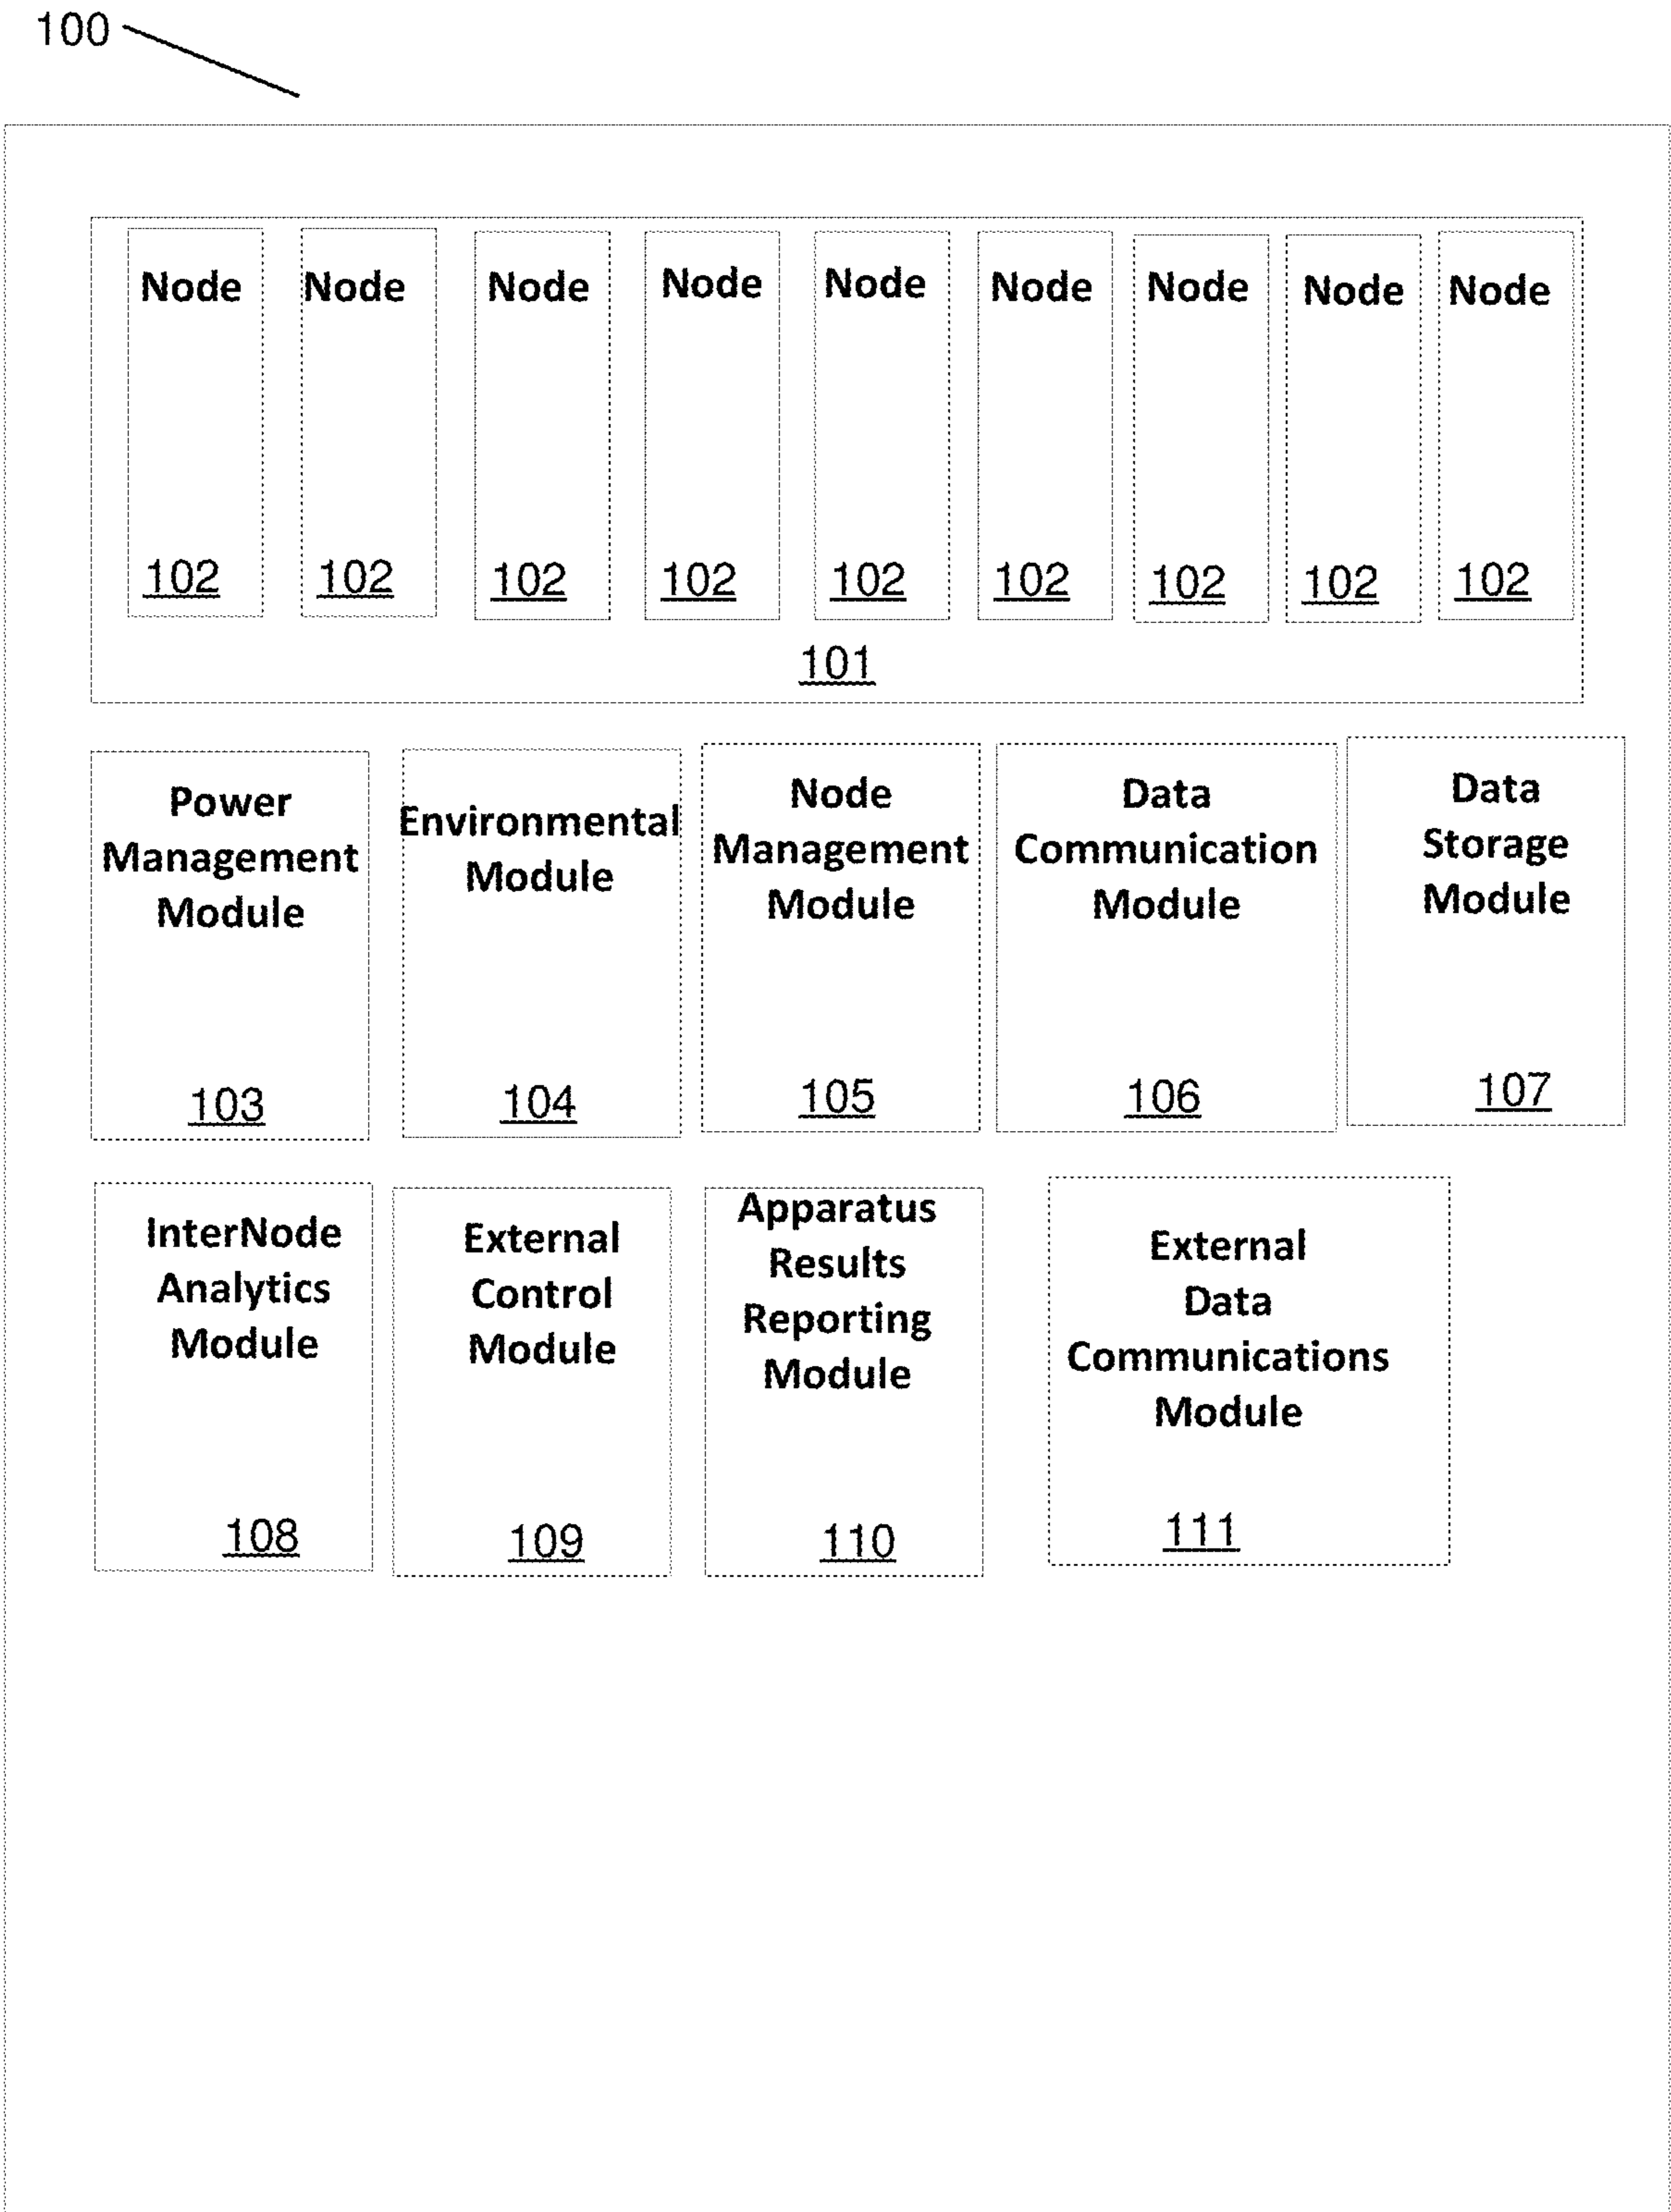 100
Node Node Node Node Node Node Node Node Node
102 102 102 102 102 102 102 102 102
101
Power
Management
Module
103
Environmental
Module
104
Node
Management
Module
105
Data
Communication
Module
106
Data
Storage
Module
107
InterNode
Analytics
Module
108
External
Control
Module
109
Apparatus
Results
Reporting
Module
110
External
Data
Communications
Module
111